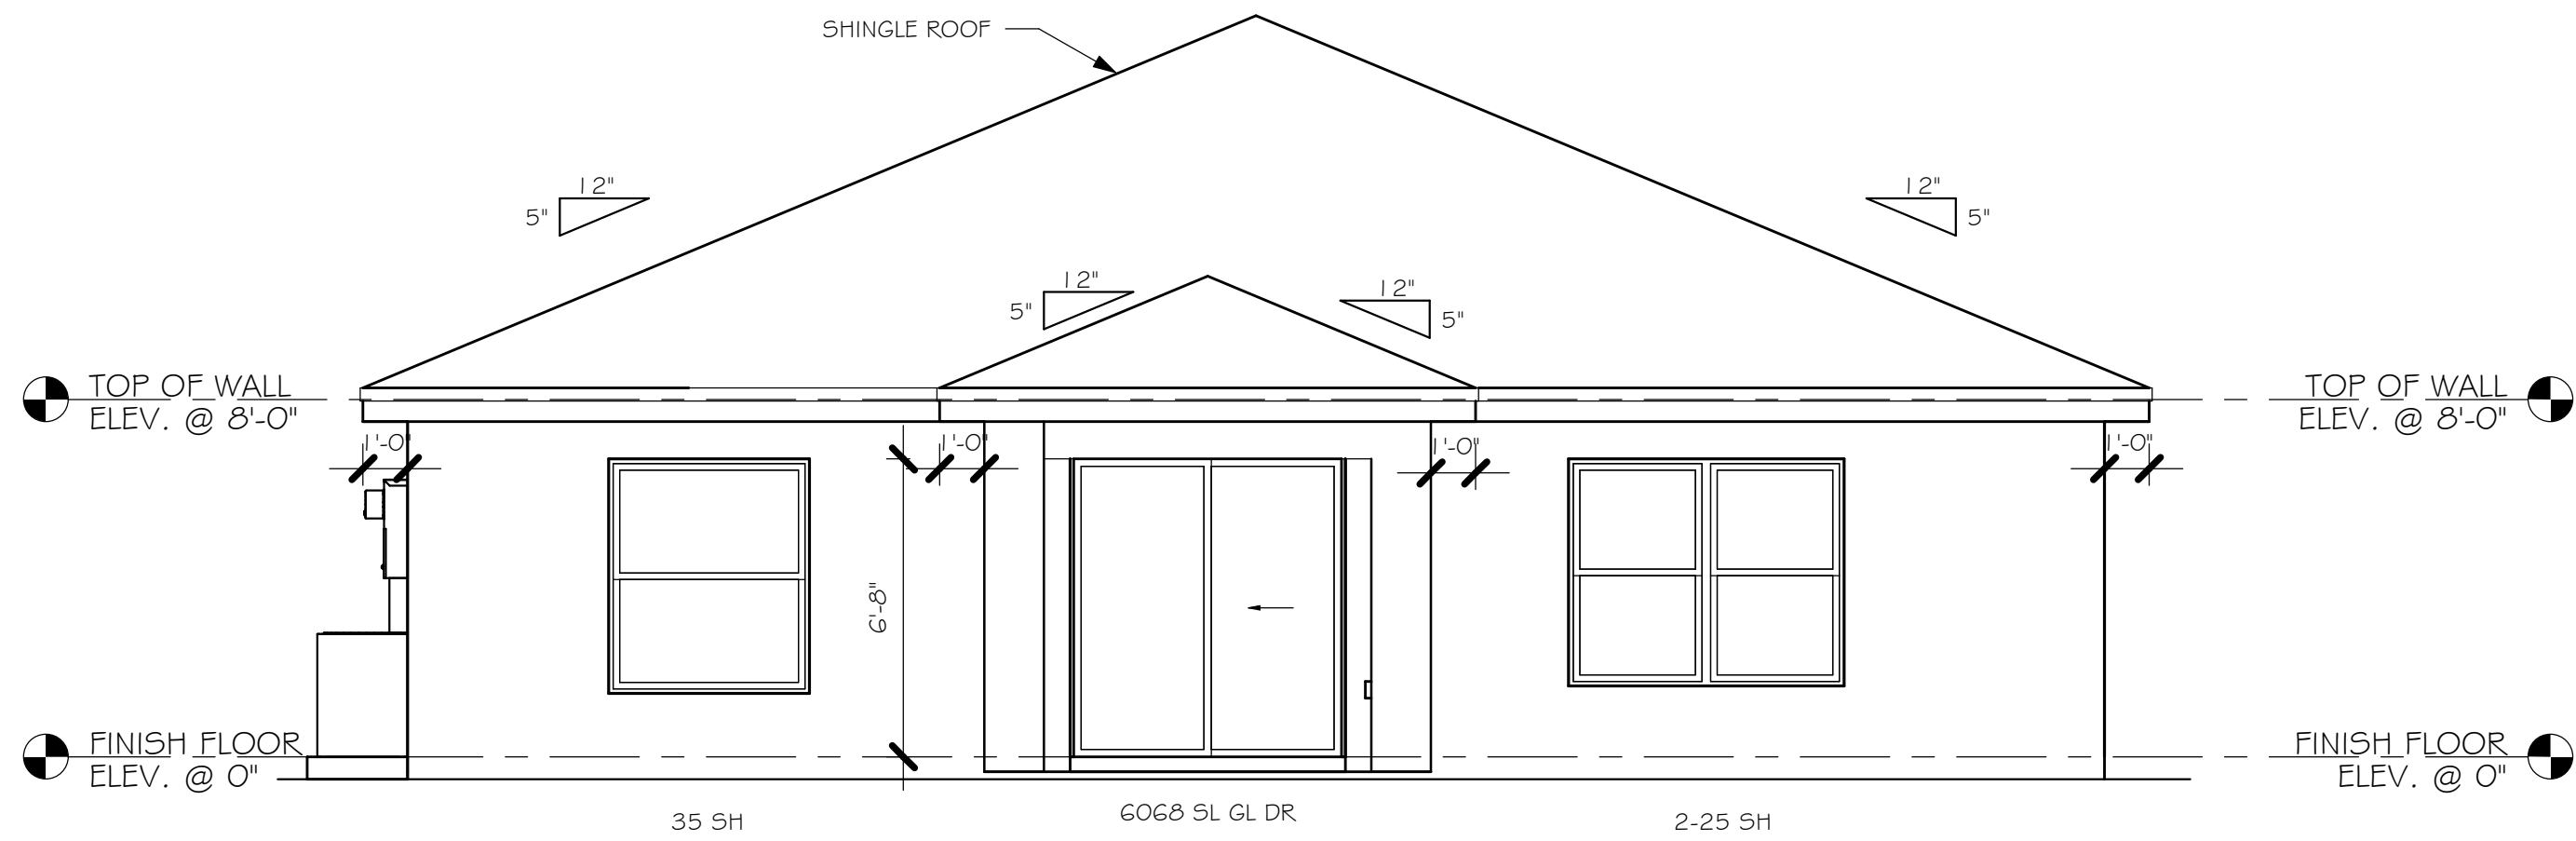 SHINGLE ROOF
12"
5"
12"
5"
12"
5"
12"
5"
TOP OF WALL
ELEV. @ 8'-0"
TOP OF WALL
ELEV. @ 8'-0"
1'-0"
1'-0"
1'-0"
1'-0"
6'-8"
FINISH FLOOR
ELEV. @ 0"
FINISH FLOOR
ELEV. @ 0"
35 SH
6068 SL GL DR
2-25 SH